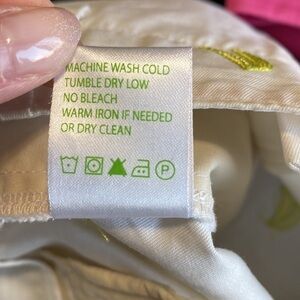 MACHINE WASH COLD
TUMBLE DRY LOW
NO BLEACH
WARM IRON IF NEEDED
OR DRY CLEAN
P